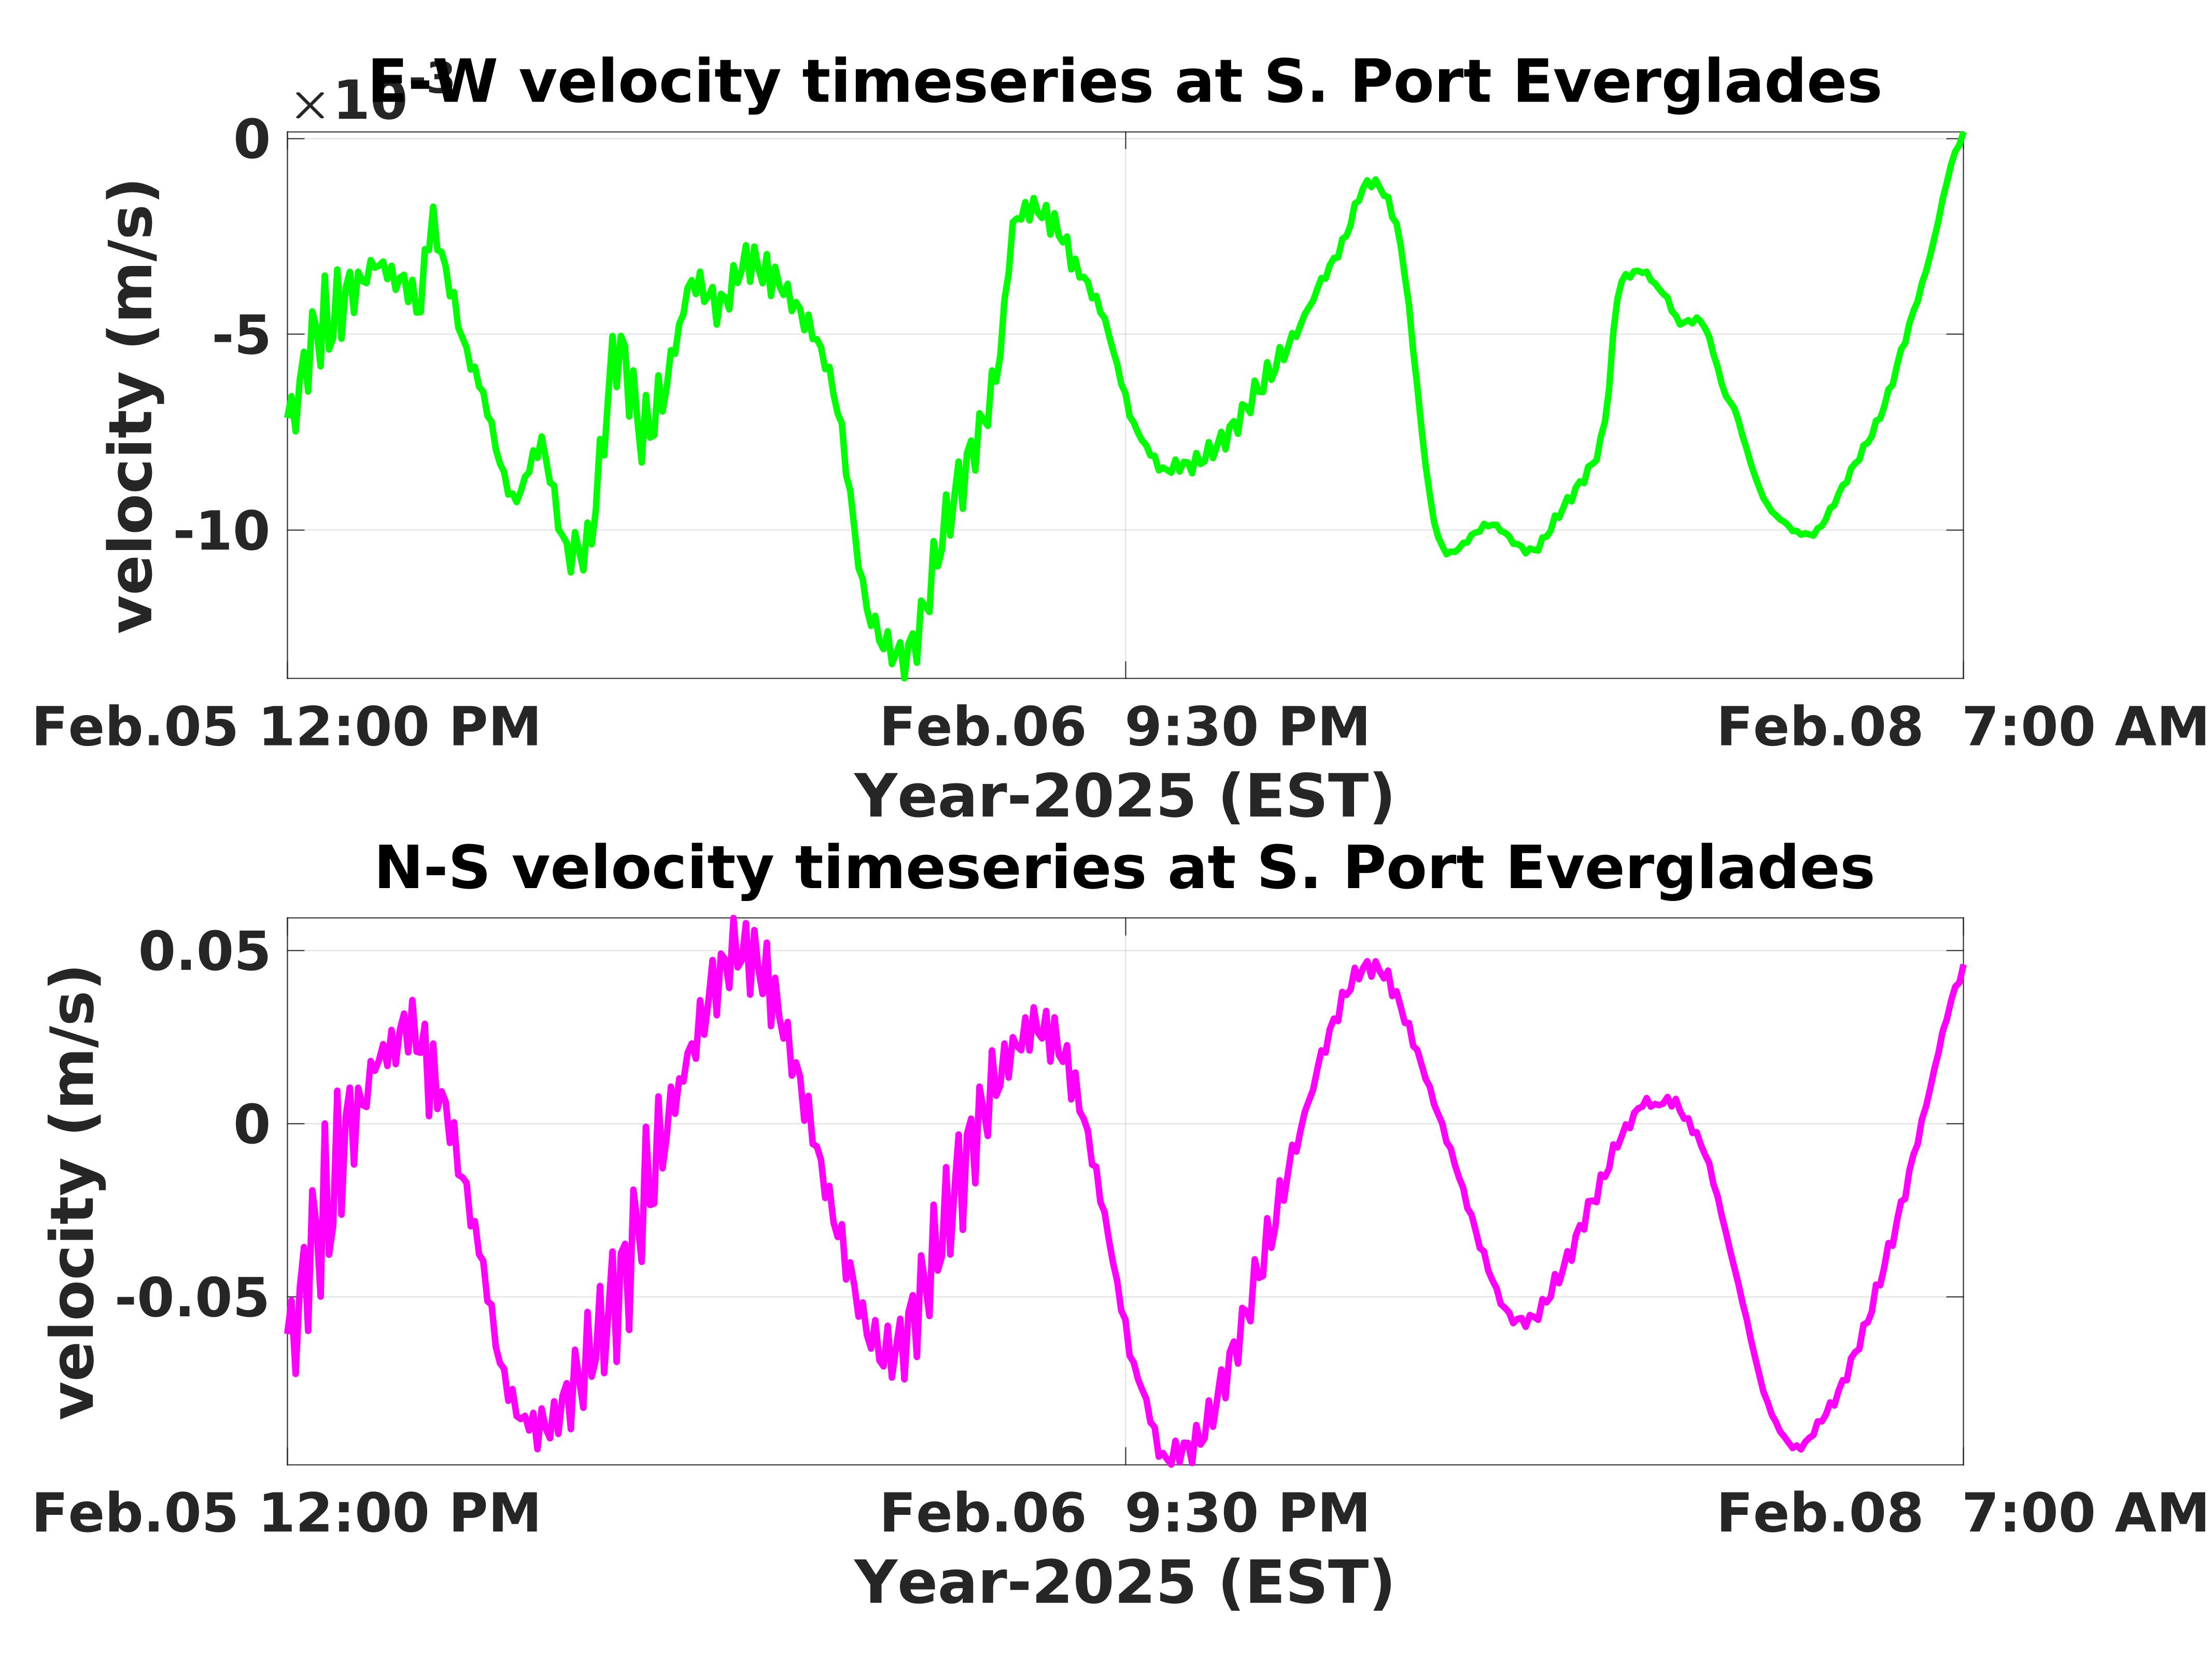 E-W velocity timeseries at S. Port Everglades
×10-3
0
-5
-10
velocity (m/s)
Feb.05 12:00 PM Feb.06 9:30 PM Feb.08 7:00 AM
Year-2025 (EST)
N-S velocity timeseries at S. Port Everglades
0.05
0
-0.05
velocity (m/s)
Feb.05 12:00 PM Feb.06 9:30 PM Feb.08 7:00 AM
Year-2025 (EST)